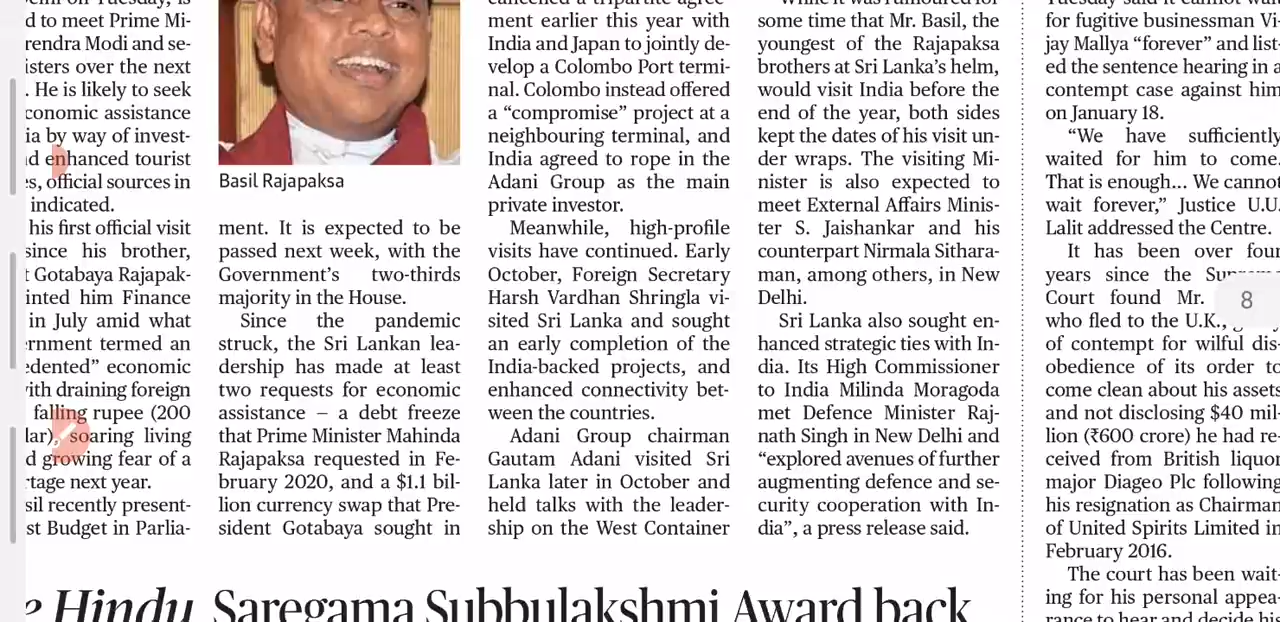 d to meet Prime Mi-
rendra Modi and se-
isters over the next
. He is likely to seek
conomic assistance
ia by way of invest-
d enhanced tourist
s, official sources in
indicated.
his first official visit
since his brother,
t Gotabaya Rajapak-
inted him Finance
in July amid what
rnment termed an
edented” economic
ith draining foreign
falling rupee (200
lar), soaring living
d growing fear of a
rtage next year.
sil recently present-
st Budget in Parlia-
Basil Rajapaksa
ment. It is expected to be
passed next week, with the
Government’s two-thirds
majority in the House.
Since the pandemic
struck, the Sri Lankan lea-
dership has made at least
two requests for economic
assistance – a debt freeze
that Prime Minister Mahinda
Rajapaksa requested in Fe-
bruary 2020, and a $1.1 bil-
lion currency swap that Pre-
sident Gotabaya sought in
ment earlier this year with
India and Japan to jointly de-
velop a Colombo Port termi-
nal. Colombo instead offered
a “compromise” project at a
neighbouring terminal, and
India agreed to rope in the
Adani Group as the main
private investor.
Meanwhile, high-profile
visits have continued. Early
October, Foreign Secretary
Harsh Vardhan Shringla vi-
sited Sri Lanka and sought
an early completion of the
India-backed projects, and
enhanced connectivity bet-
ween the countries.
Adani Group chairman
Gautam Adani visited Sri
Lanka later in October and
held talks with the leader-
ship on the West Container
some time that Mr. Basil, the
youngest of the Rajapaksa
brothers at Sri Lanka’s helm,
would visit India before the
end of the year, both sides
kept the dates of his visit un-
der wraps. The visiting Mi-
nister is also expected to
meet External Affairs Minis-
ter S. Jaishankar and his
counterpart Nirmala Sithara-
man, among others, in New
Delhi.
Sri Lanka also sought en-
hanced strategic ties with In-
dia. Its High Commissioner
to India Milinda Moragoda
met Defence Minister Raj-
nath Singh in New Delhi and
“explored avenues of further
augmenting defence and se-
curity cooperation with In-
dia”, a press release said.
for fugitive businessman Vi-
jay Mallya “forever” and list-
ed the sentence hearing in a
contempt case against him
on January 18.
“We have sufficiently
waited for him to come.
That is enough... We cannot
wait forever,” Justice U.U.
Lalit addressed the Centre.
It has been over four
years since the Supreme
Court found Mr.
who fled to the U.K.,
of contempt for wilful dis-
obedience of its order to
come clean about his assets
and not disclosing $40 mil-
lion (₹600 crore) he had re-
ceived from British liquor
major Diageo Plc following
his resignation as Chairman
of United Spirits Limited in
February 2016.
The court has been wait-
ing for his personal appea-
rance to hear and decide his
8
e Hindu Saregama Subbulakshmi Award back